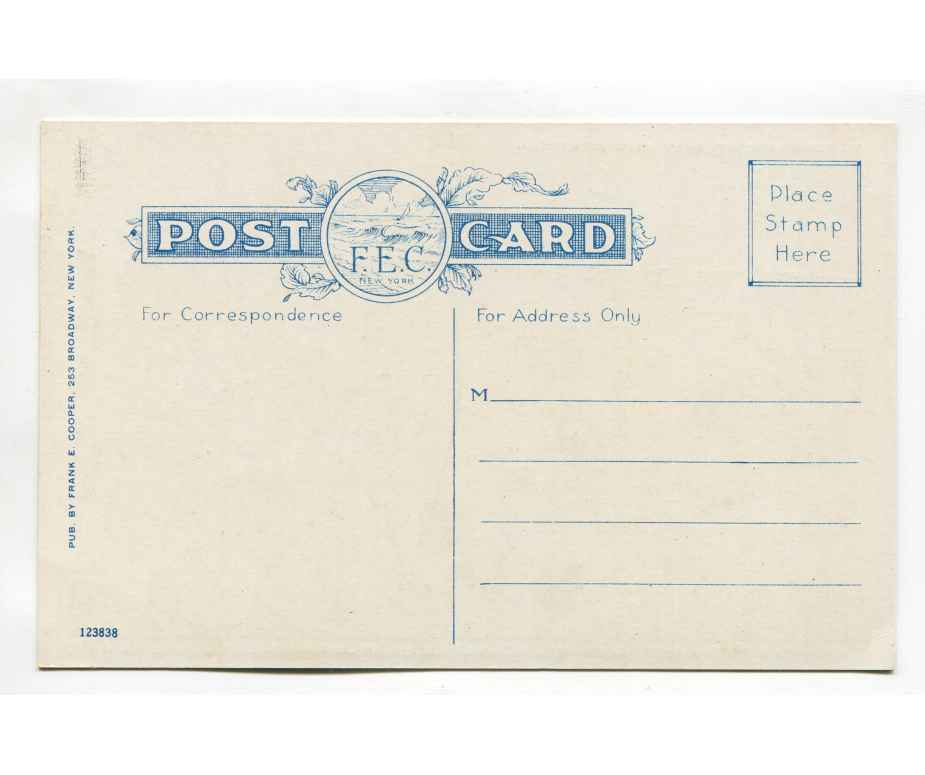 POST CARD
F.E.C.
NEW YORK
Place
Stamp
Here
For Correspondence
For Address Only
M
PUB. BY FRANK E. COOPER, 253 BROADWAY, NEW YORK.
123838